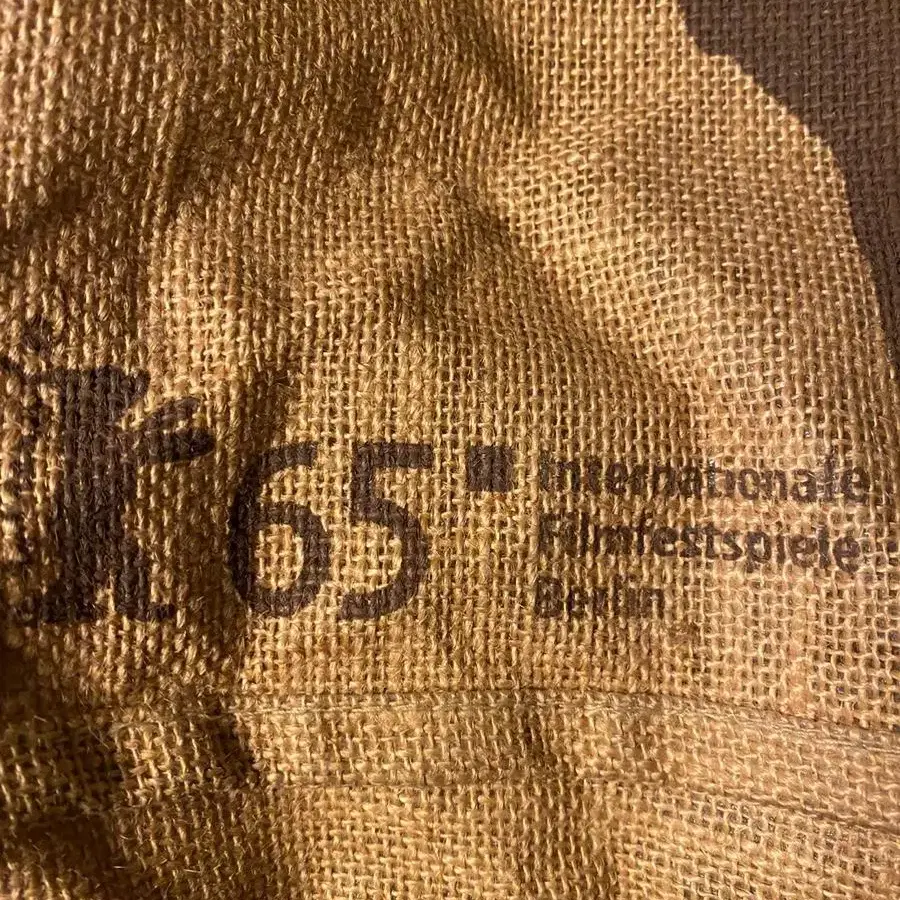 65
Internationale
Filmfestspiele
Berlin